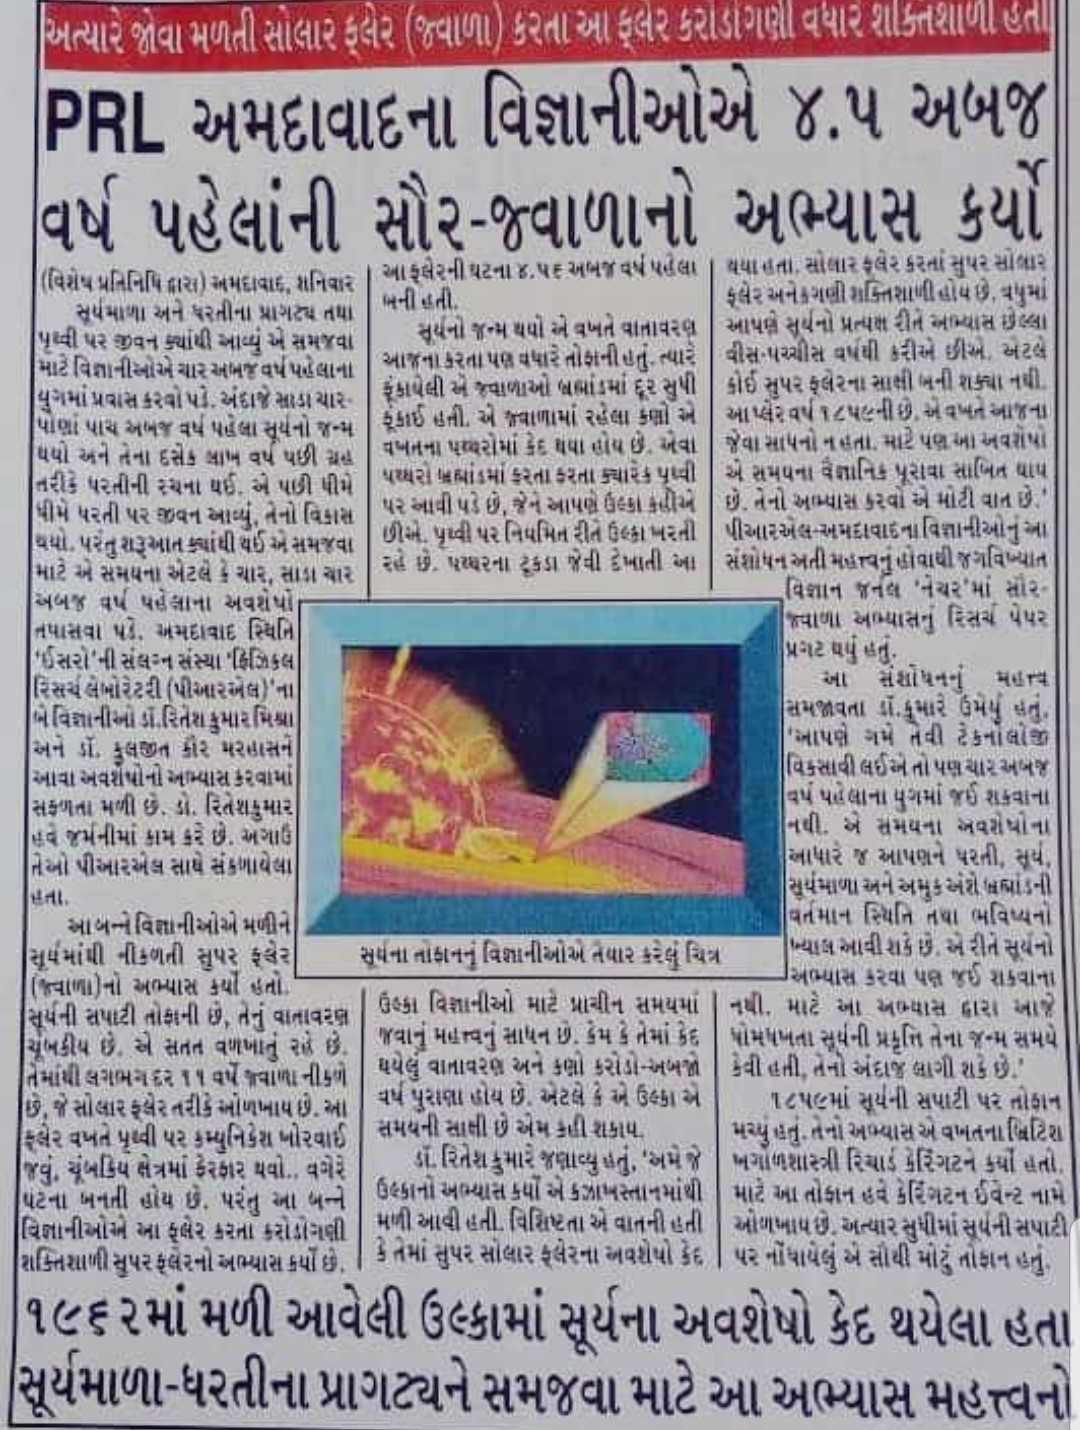 અત્યારે જોવા મળતી સોલાર ફ્લેર (જ્વાળા) કરતા આ ફ્લેર કરોડોગણી વધારે શક્તિશાળી હતી
PRL અમદાવાદના વિજ્ઞાનીઓએ ૪.૫ અબજ
વર્ષ પહેલાંની સૌર-જ્વાળાનો અભ્યાસ કર્યો
(વિશેષ પ્રતિનિધિ દ્વારા) અમદાવાદ, શનિવાર
સૂર્યમાળા અને ધરતીના પ્રાગટ્ય તથા
પૃથ્વી પર જીવન ક્યાંથી આવ્યું એ સમજવા
માટે વિજ્ઞાનીઓએ ચાર અબજ વર્ષ પહેલાના
યુગમાં પ્રવાસ કરવો પડે. અંદાજે સાડા ચાર-
પોણાં પાચ અબજ વર્ષ પહેલા સૂર્યનો જન્મ
થયો અને તેના દસેક લાખ વર્ષ પછી ગ્રહ
તરીકે ધરતીની રચના થઈ. એ પછી ધીમે
ધીમે ધરતી પર જીવન આવ્યું, તેનો વિકાસ
થયો. પરંતુ શરૂઆત ક્યાંથી થઈ એ સમજવા
માટે એ સમયના એટલે કે ચાર, સાડા ચાર
અબજ વર્ષ પહેલાના અવશેષો
તપાસવા પડે. અમદાવાદ સ્થિતિ
'ઈસરો'ની સંલગ્ન સંસ્થા 'ફિઝિકલ
રિસર્ચ લેબોરેટરી (પીઆરએલ)'ના
બે વિજ્ઞાનીઓ ડૉ.રિતેશ કુમાર મિશ્રા
અને ડૉ. કુલજીત કૌર મરહાસને
આવા અવશેષોનો અભ્યાસ કરવામાં
સફળતા મળી છે. ડો. રિતેશકુમાર
હવે જર્મનીમાં કામ કરે છે. અગાઉ
તેઓ પીઆરએલ સાથે સંકળાયેલા
હતા.
આ બન્ને વિજ્ઞાનીઓએ મળીને
સૂર્યમાંથી નીકળતી સુપર ફ્લેર
(જ્વાળા)નો અભ્યાસ કર્યો હતો.
સૂર્યની સપાટી તોફાની છે, તેનું વાતાવરણ
ચૂંબકીય છે. એ સતત વળખાતું રહે છે.
તેમાંથી લગભગ દર ૧૧ વર્ષે જ્વાળા નીકળે
છે, જે સોલાર ફ્લેર તરીકે ઓળખાય છે. આ
ફ્લેર વખતે પૃથ્વી પર કમ્યુનિકેશ ખોરવાઈ
જવું, ચૂંબકિય ક્ષેત્રમાં ફેરફાર થવો.. વગેરે
ઘટના બનતી હોય છે. પરંતુ આ બન્ને
વિજ્ઞાનીઓએ આ ફ્લેર કરતા કરોડોગણી
શક્તિશાળી સુપર ફ્લેરનો અભ્યાસ કર્યો છે.
આ ફ્લેરની ઘટના ૪.૫૬ અબજ વર્ષ પહેલા
બની હતી.
સૂર્યનો જન્મ થયો એ વખતે વાતાવરણ
આજના કરતા પણ વધારે તોફાની હતું. ત્યારે
ફૂંકાયેલી એ જ્વાળાઓ બ્રહ્માંડમાં દૂર સુધી
ફૂંકાઈ હતી. એ જ્વાળામાં રહેલા કણો એ
વખતના પથ્થરોમાં કેદ થયા હોય છે. એવા
પથ્થરો બ્રહ્માંડમાં ફરતા ફરતા ક્યારેક પૃથ્વી
પર આવી પડે છે, જેને આપણે ઉલ્કા કહીએ
છીએ. પૃથ્વી પર નિયમિત રીતે ઉલ્કા ખરતી
રહે છે. પથ્થરના ટૂકડા જેવી દેખાતી આ
સૂર્યના તોફાનનું વિજ્ઞાનીઓએ તૈયાર કરેલું ચિત્ર
ઉલ્કા વિજ્ઞાનીઓ માટે પ્રાચીન સમયમાં
જવાનું મહત્ત્વનું સાધન છે. કેમ કે તેમાં કેદ
થયેલું વાતાવરણ અને કણો કરોડો-અબજો
વર્ષ પુરાણા હોય છે. એટલે કે એ ઉલ્કા એ
સમયની સાક્ષી છે એમ કહી શકાય.
ડૉ. રિતેશ કુમારે જણાવ્યુ હતું, 'અમે જે
ઉલ્કાનો અભ્યાસ કર્યો એ કઝાખસ્તાનમાંથી
મળી આવી હતી. વિશિષ્ટતા એ વાતની હતી
કે તેમાં સુપર સોલાર ફ્લેરના અવશેષો કેદ
થયા હતા. સોલાર ફ્લેર કરતાં સુપર સોલાર
ફ્લેર અનેકગણી શક્તિશાળી હોય છે. વધુમાં
આપણે સૂર્યનો પ્રત્યક્ષ રીતે અભ્યાસ છેલ્લા
વીસ-પચ્ચીસ વર્ષથી કરીએ છીએ. એટલે
કોઈ સુપર ફ્લેરના સાક્ષી બની શક્યા નથી.
આ પ્લેર વર્ષ ૧૮૫૯ની છે. એ વખતે આજના
જેવા સાધનો ન હતા. માટે પણ આ અવશેષો
એ સમયના વૈજ્ઞાનિક પૂરાવા સાબિત થાય
છે. તેનો અભ્યાસ કરવો એ મોટી વાત છે.'
પીઆરએલ-અમદાવાદના વિજ્ઞાનીઓનું આ
સંશોધન અતી મહત્ત્વનું હોવાથી જગવિખ્યાત
વિજ્ઞાન જર્નલ 'નેચર'માં સૌર-
જ્વાળા અભ્યાસનું રિસર્ચ પેપર
પ્રગટ થયું હતું.
આ સંશોધનનું મહત્ત્વ
સમજાવતા ડૉ.કુમારે ઉમેર્યું હતું,
'આપણે ગમે તેવી ટેકનોલોજી
વિકસાવી લઈએ તો પણ ચાર અબજ
વર્ષ પહેલાના યુગમાં જઈ શકવાના
નથી. એ સમયના અવશેષોના
આધારે જ આપણને ધરતી, સૂર્ય,
સૂર્યમાળા અને અમુક અંશે બ્રહ્માંડની
વર્તમાન સ્થિતિ તથા ભવિષ્યનો
ખ્યાલ આવી શકે છે. એ રીતે સૂર્યનો
અભ્યાસ કરવા પણ જઈ શકવાના
નથી. માટે આ અભ્યાસ દ્વારા આજે
ધોમધખતા સૂર્યની પ્રકૃત્તિ તેના જન્મ સમયે
કેવી હતી, તેનો અંદાજ લાગી શકે છે.'
૧૮૫૯માં સૂર્યની સપાટી પર તોફાન
મચ્યું હતું. તેનો અભ્યાસ એ વખતના બ્રિટિશ
ખગોળશાસ્ત્રી રિચાર્ડ કેરિંગટને કર્યો હતો.
માટે આ તોફાન હવે કેરિંગટન ઈવેન્ટ નામે
ઓળખાય છે. અત્યાર સુધીમાં સૂર્યની સપાટી
પર નોંધાયેલું એ સૌથી મોટું તોફાન હતું.
૧૯૬૨માં મળી આવેલી ઉલ્કામાં સૂર્યના અવશેષો કેદ થયેલા હતા
સૂર્યમાળા-ધરતીના પ્રાગટ્યને સમજવા માટે આ અભ્યાસ મહત્ત્વનો